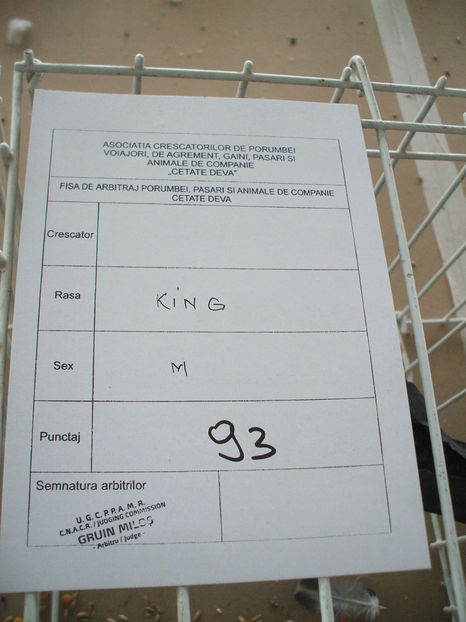 ASOCIATIA CRESCATORILOR DE PORUMBEI
VOIAJORI, DE AGREMENT, GAINI, PASARI SI
ANIMALE DE COMPANIE
„CETATE DEVA”
FISA DE ARBITRAJ PORUMBEI, PASARI SI ANIMALE DE COMPANIE
CETATE DEVA
Crescator
Rasa KING
Sex M
Punctaj 93
Semnatura arbitrilor
U. G. C. P. P. A. M. R.
C.N.A.C.R. / JUDGING COMMISSION
GRUIN MILOȘ
- Arbitru / Judge -